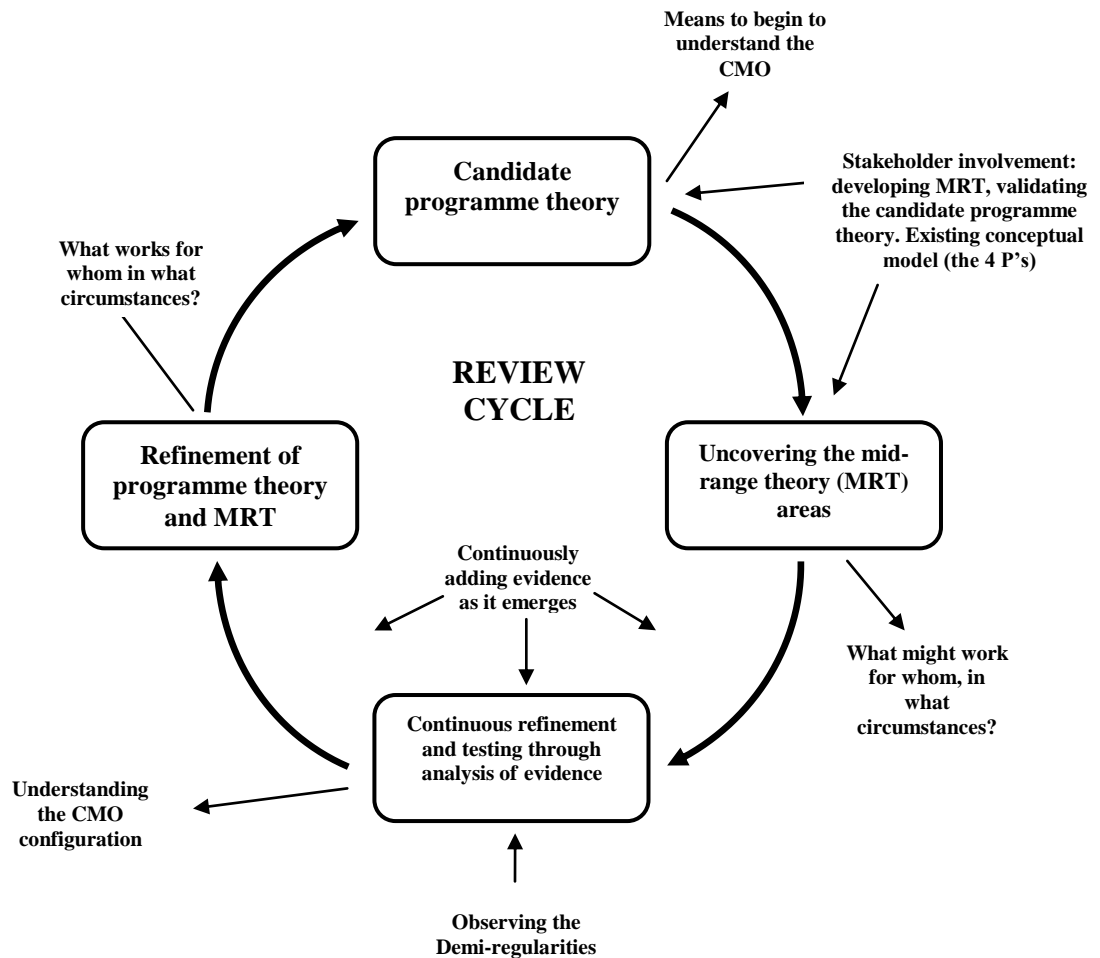 Means to begin to
understand the
CMO
Candidate
programme theory
Stakeholder involvement:
developing MRT, validating
the candidate programme
theory. Existing conceptual
model (the 4 P’s)
What works for
whom in what
circumstances?
REVIEW
CYCLE
Refinement of
programme theory
and MRT
Uncovering the mid-
range theory (MRT)
areas
Continuously
adding evidence
as it emerges
What might work
for whom, in
what
circumstances?
Continuous refinement
and testing through
analysis of evidence
Understanding
the CMO
configuration
Observing the
Demi-regularities